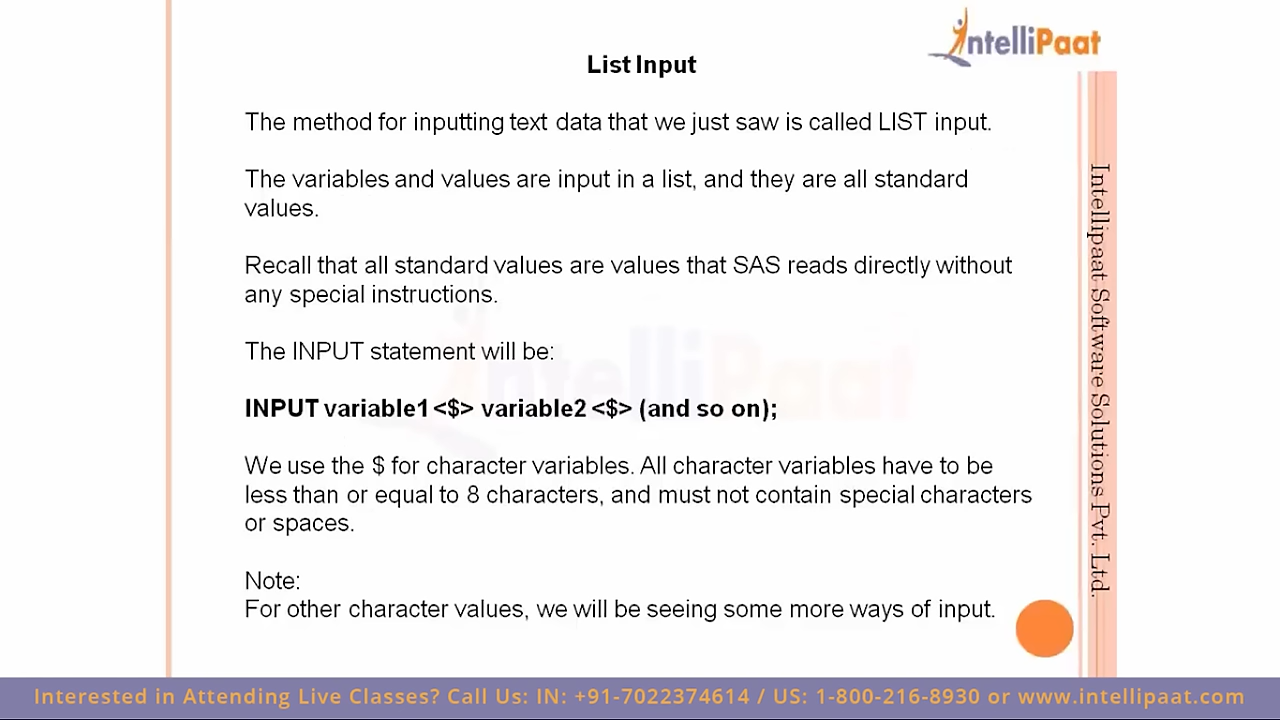 IntelliPaat
List Input
The method for inputting text data that we just saw is called LIST input.
The variables and values are input in a list, and they are all standard
values.
Recall that all standard values are values that SAS reads directly without
any special instructions.
The INPUT statement will be:
IntelliPaat
INPUT variable1 <$> variable2 <$> (and so on);
We use the $ for character variables. All character variables have to be
less than or equal to 8 characters, and must not contain special characters
or spaces.
Note:
For other character values, we will be seeing some more ways of input.
Intellipaat Software Solutions Pvt. Ltd.
Interested in Attending Live Classes? Call Us: IN: +91-7022374614 / US: 1-800-216-8930 or www.intellipaat.com